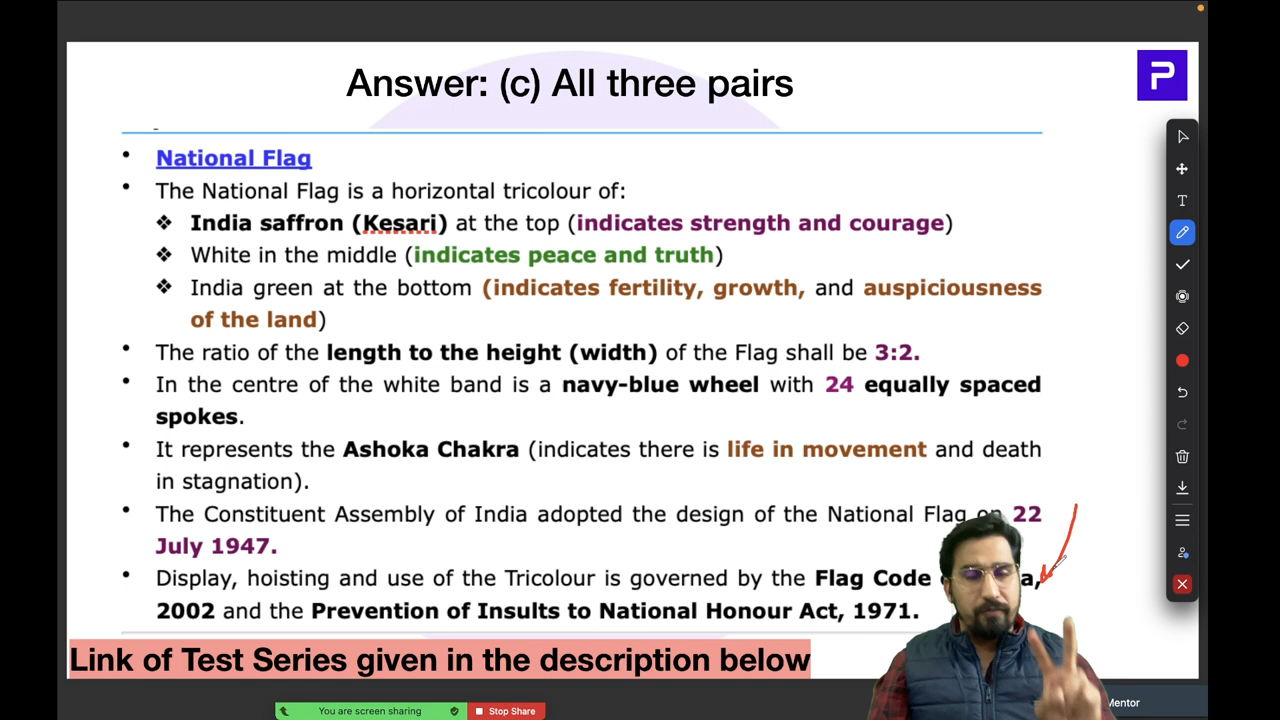 Answer: (c) All three pairs
P
• National Flag
• The National Flag is a horizontal tricolour of:
❖ India saffron (Kesari) at the top (indicates strength and courage)
❖ White in the middle (indicates peace and truth)
❖ India green at the bottom (indicates fertility, growth, and auspiciousness
of the land)
• The ratio of the length to the height (width) of the Flag shall be 3:2.
• In the centre of the white band is a navy-blue wheel with 24 equally spaced
spokes.
• It represents the Ashoka Chakra (indicates there is life in movement and death
in stagnation).
• The Constituent Assembly of India adopted the design of the National Flag on 22
July 1947.
• Display, hoisting and use of the Tricolour is governed by the Flag Code
2002 and the Prevention of Insults to National Honour Act, 1971.
Link of Test Series given in the description below
Mentor
You are screen sharing Stop Share